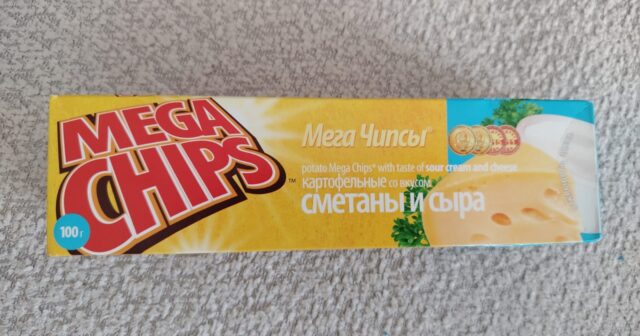 MEGA
CHIPS™
100 г
Мега Чипсы®
potato Mega Chips® with taste of sour cream and cheese
картофельные со вкусом
сметаны и сыра